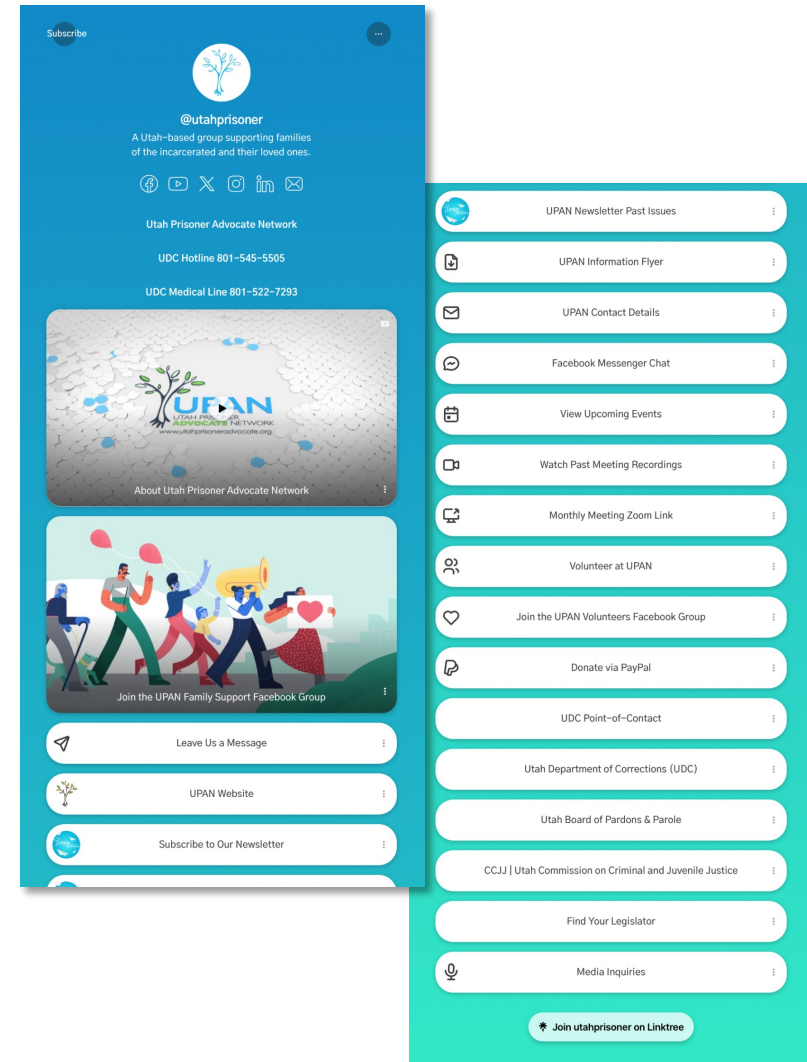 Subscribe
...
@utahprisoner
A Utah-based group supporting families
of the incarcerated and their loved ones.
Utah Prisoner Advocate Network
UDC Hotline 801-545-5505
UDC Medical Line 801-522-7293
UPAN
UTAH PRISONER
ADVOCATE NETWORK
www.utahprisoneradvocate.org
About Utah Prisoner Advocate Network
Join the UPAN Family Support Facebook Group
Leave Us a Message
UPAN Website
Subscribe to Our Newsletter
UPAN Newsletter Past Issues
UPAN Information Flyer
UPAN Contact Details
Facebook Messenger Chat
View Upcoming Events
Watch Past Meeting Recordings
Monthly Meeting Zoom Link
Volunteer at UPAN
Join the UPAN Volunteers Facebook Group
Donate via PayPal
UDC Point-of-Contact
Utah Department of Corrections (UDC)
Utah Board of Pardons & Parole
CCJJ | Utah Commission on Criminal and Juvenile Justice
Find Your Legislator
Media Inquiries
Join utahprisoner on Linktree